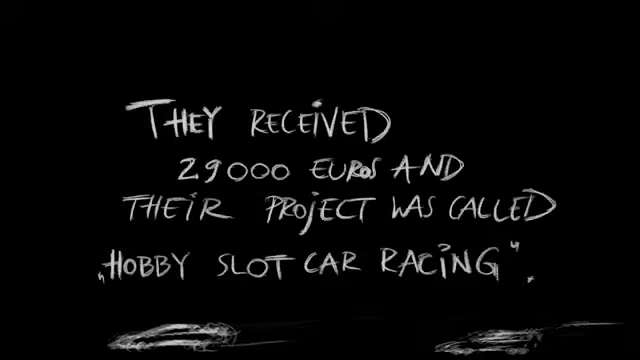 THEY RECEIVED
29000 EUROS AND
THEIR PROJECT WAS CALLED
„HOBBY SLOT CAR RACING".